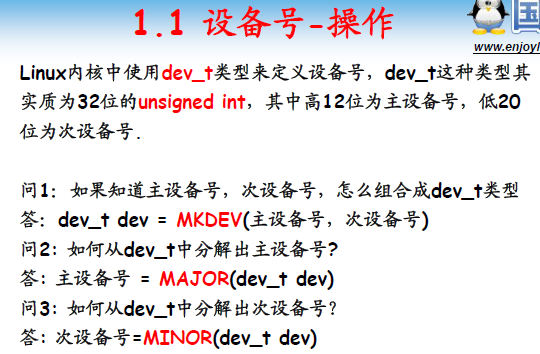 1.1 设备号-操作
国
www.enjoyl
Linux内核中使用dev_t类型来定义设备号，dev_t这种类型其
实质为32位的unsigned int，其中高12位为主设备号，低20
位为次设备号.
问1：如果知道主设备号，次设备号，怎么组合成dev_t类型
答：dev_t dev = MKDEV(主设备号，次设备号)
问2：如何从dev_t中分解出主设备号?
答：主设备号 = MAJOR(dev_t dev)
问3：如何从dev_t中分解出次设备号？
答：次设备号=MINOR(dev_t dev)